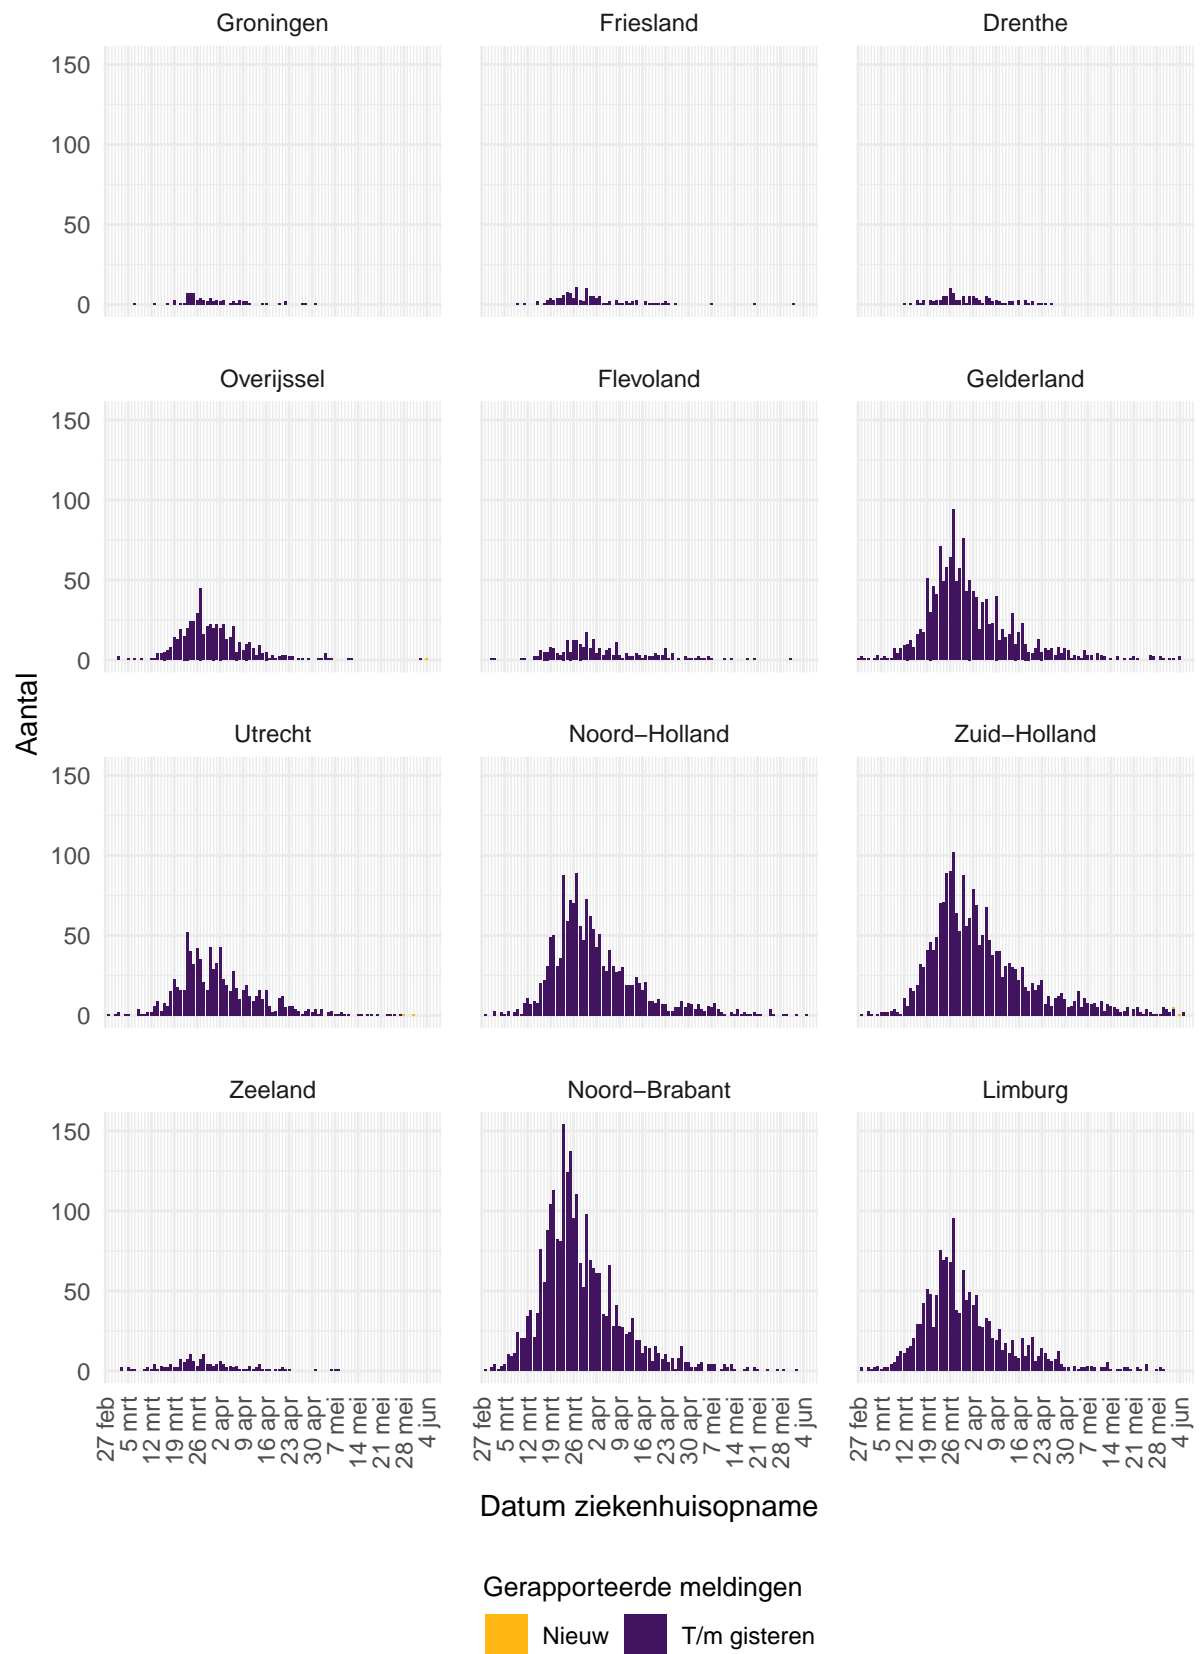 Groningen Friesland Drenthe
150
100
50
0
Overijssel Flevoland Gelderland
150
100
50
0
Aantal
Utrecht Noord−Holland Zuid−Holland
150
100
50
0
Zeeland Noord−Brabant Limburg
150
100
50
0
27 feb 5 mrt 12 mrt 19 mrt 26 mrt 2 apr 9 apr 16 apr 23 apr 30 apr 7 mei 14 mei 21 mei 28 mei 4 jun 27 feb 5 mrt 12 mrt 19 mrt 26 mrt 2 apr 9 apr 16 apr 23 apr 30 apr 7 mei 14 mei 21 mei 28 mei 4 jun 27 feb 5 mrt 12 mrt 19 mrt 26 mrt 2 apr 9 apr 16 apr 23 apr 30 apr 7 mei 14 mei 21 mei 28 mei 4 jun
Datum ziekenhuisopname
Gerapporteerde meldingen
Nieuw T/m gisteren